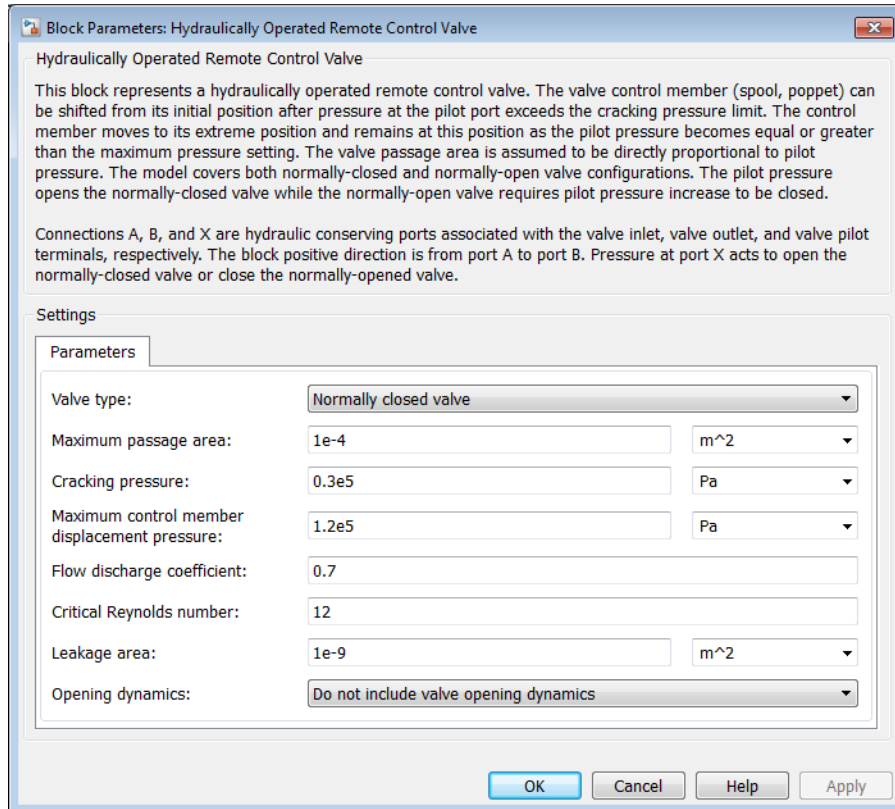 Block Parameters: Hydraulically Operated Remote Control Valve
Hydraulically Operated Remote Control Valve
This block represents a hydraulically operated remote control valve. The valve control member (spool, poppet) can
be shifted from its initial position after pressure at the pilot port exceeds the cracking pressure limit. The control
member moves to its extreme position and remains at this position as the pilot pressure becomes equal or greater
than the maximum pressure setting. The valve passage area is assumed to be directly proportional to pilot
pressure. The model covers both normally-closed and normally-open valve configurations. The pilot pressure
opens the normally-closed valve while the normally-open valve requires pilot pressure increase to be closed.
Connections A, B, and X are hydraulic conserving ports associated with the valve inlet, valve outlet, and valve pilot
terminals, respectively. The block positive direction is from port A to port B. Pressure at port X acts to open the
normally-closed valve or close the normally-opened valve.
Settings
Parameters
Valve type: Normally closed valve
Maximum passage area: 1e-4 m^2
Cracking pressure: 0.3e5 Pa
Maximum control member
displacement pressure: 1.2e5 Pa
Flow discharge coefficient: 0.7
Critical Reynolds number: 12
Leakage area: 1e-9 m^2
Opening dynamics: Do not include valve opening dynamics
OK Cancel Help Apply